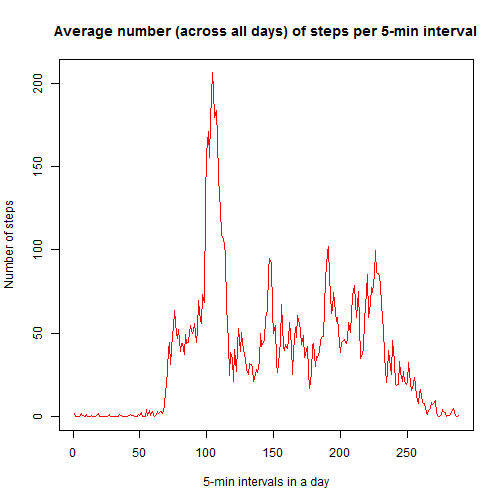 Average number (across all days) of steps per 5-min interval
Number of steps
200
150
100
50
0
0 50 100 150 200 250
5-min intervals in a day